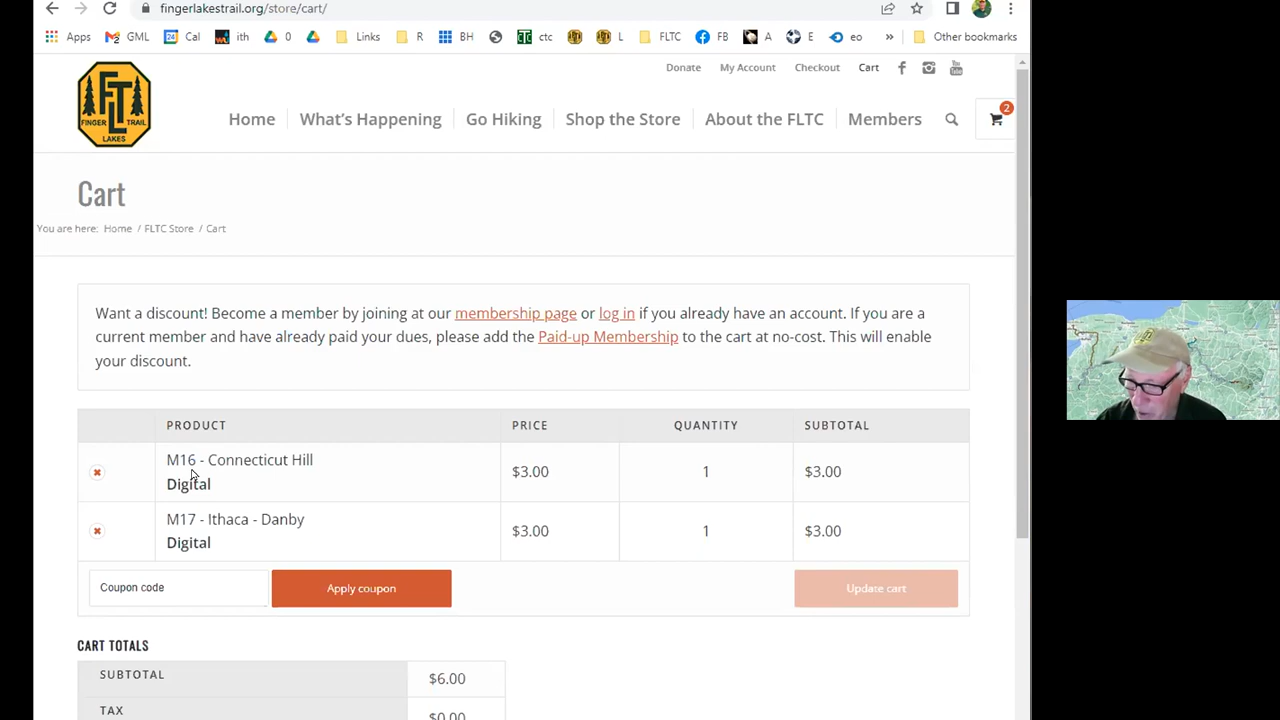 fingerlakestrail.org/store/cart/
Apps GML Cal ith 0 Links R BH ctc L FLTC FB A E eo » Other bookmarks
Donate My Account Checkout Cart
FLT
FINGER TRAIL
LAKES
Home What's Happening Go Hiking Shop the Store About the FLTC Members 2
Cart
You are here: Home / FLTC Store / Cart
Want a discount! Become a member by joining at our membership page or log in if you already have an account. If you are a
current member and have already paid your dues, please add the Paid-up Membership to the cart at no-cost. This will enable
your discount.
PRODUCT PRICE QUANTITY SUBTOTAL
M16 - Connecticut Hill
Digital
$3.00 1 $3.00
M17 - Ithaca - Danby
Digital
$3.00 1 $3.00
Coupon code Apply coupon Update cart
CART TOTALS
SUBTOTAL $6.00
TAX $0.00